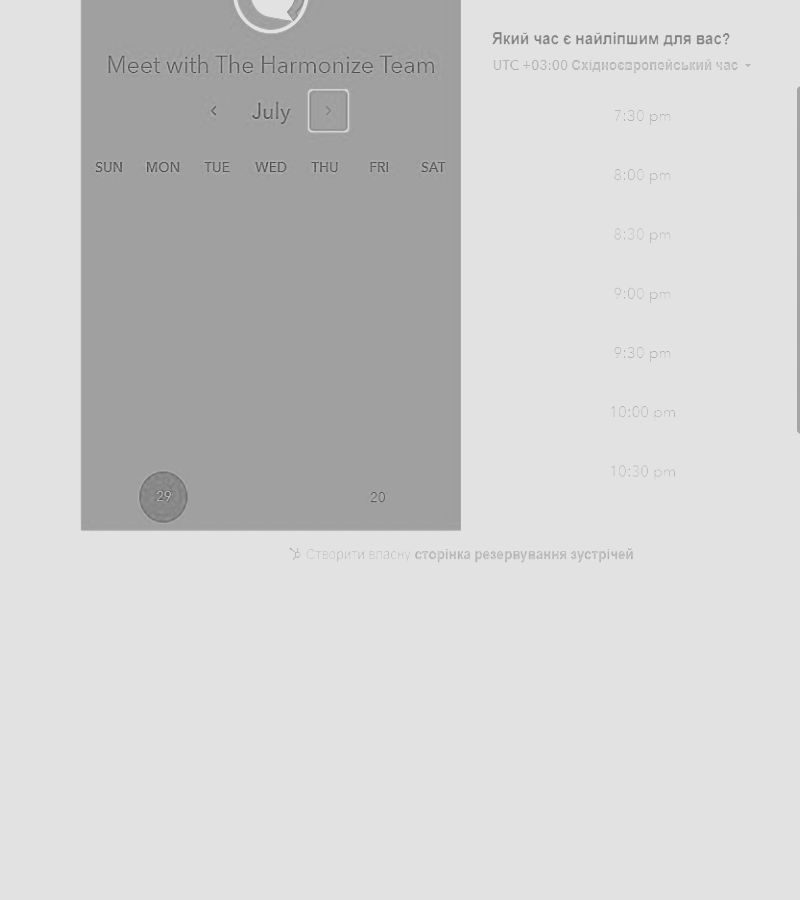 Meet with The Harmonize Team
July
SUN MON TUE WED THU FRI SAT
29 20
Який час є найліпшим для вас?
UTC +03:00 Східноєвропейський час
7:30 pm
8:00 pm
8:30 pm
9:00 pm
9:30 pm
10:00 pm
10:30 pm
Створити власну сторінка резервування зустрічей